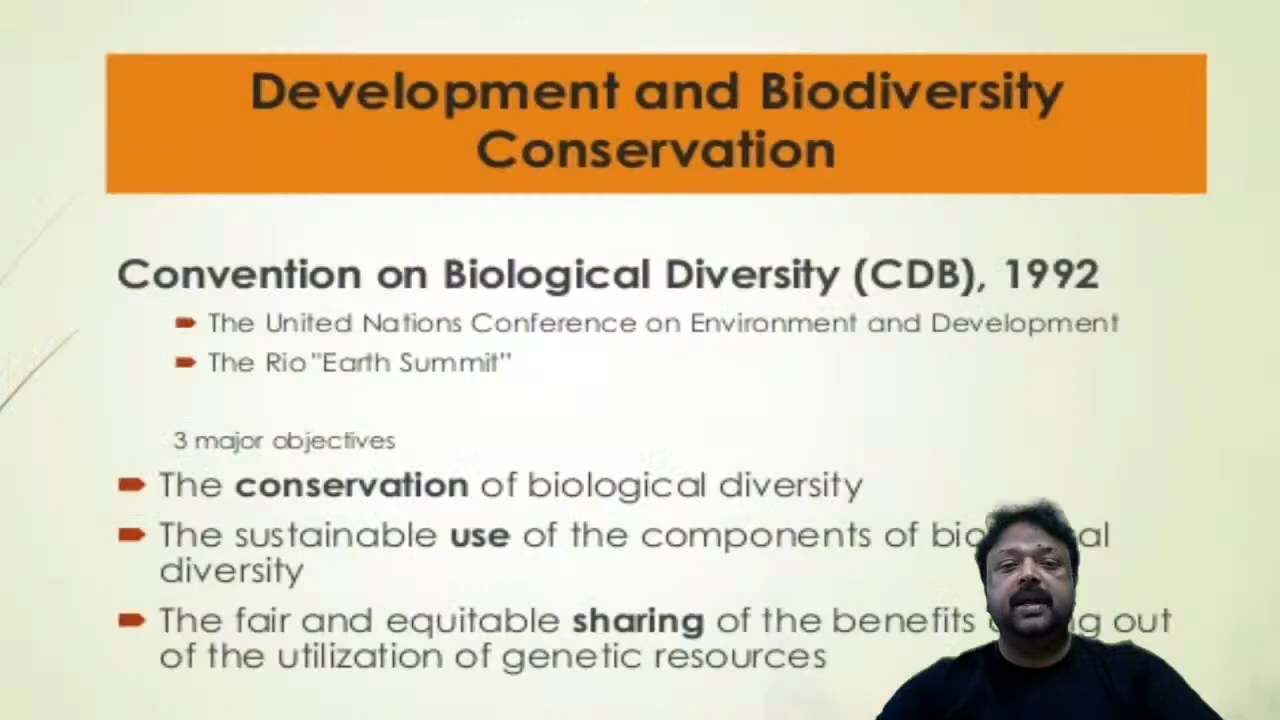 Development and Biodiversity
Conservation
Convention on Biological Diversity (CDB), 1992
The United Nations Conference on Environment and Development
The Rio "Earth Summit"
3 major objectives
The conservation of biological diversity
The sustainable use of the components of
diversity
The fair and equitable sharing of the benefits out
of the utilization of genetic resources